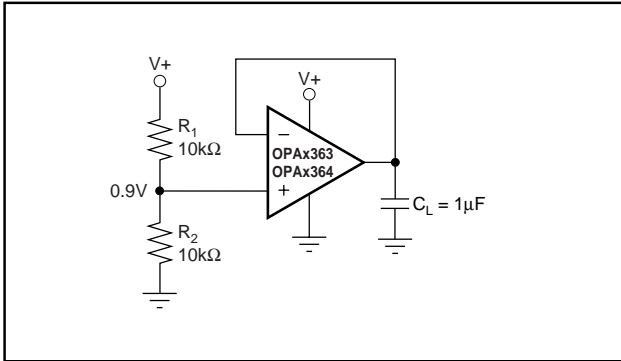 V+
V+
R1
10kΩ
−
OPAx363
OPAx364
0.9V
+
CL = 1μF
R2
10kΩ